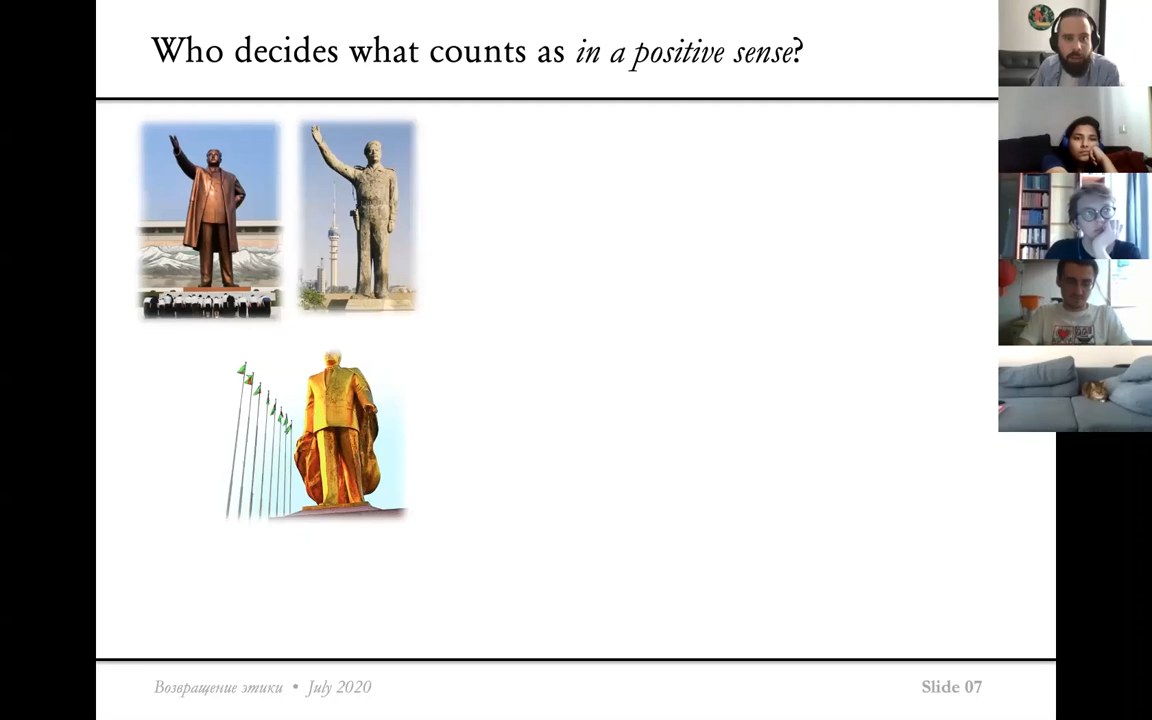 Who decides what counts as in a positive sense?
Возвращение этики • July 2020
Slide 07